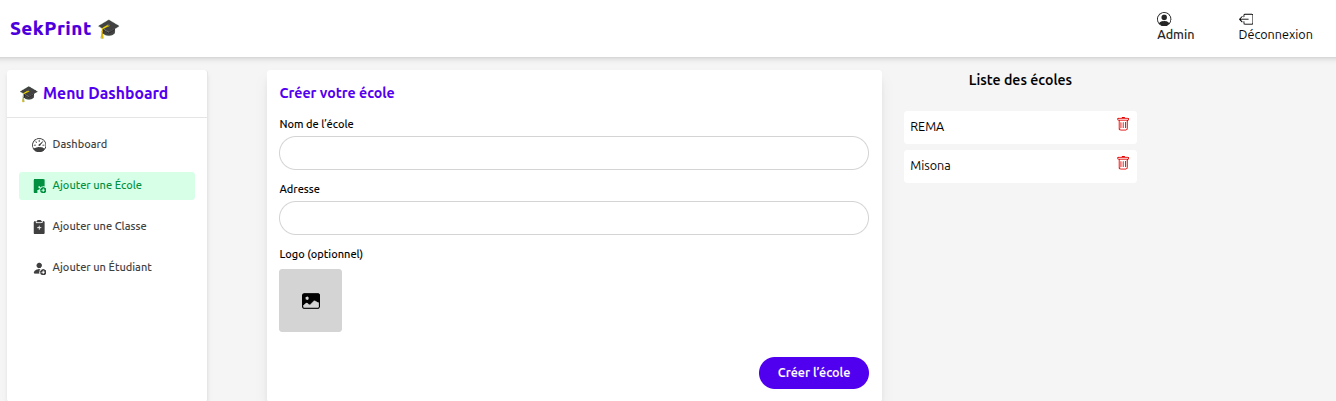 SekPrint
Admin
Déconnexion
Menu Dashboard
Dashboard
Ajouter une École
Ajouter une Classe
Ajouter un Étudiant
Créer votre école
Nom de l'école
Adresse
Logo (optionnel)
Créer l'école
Liste des écoles
REMA
Misona